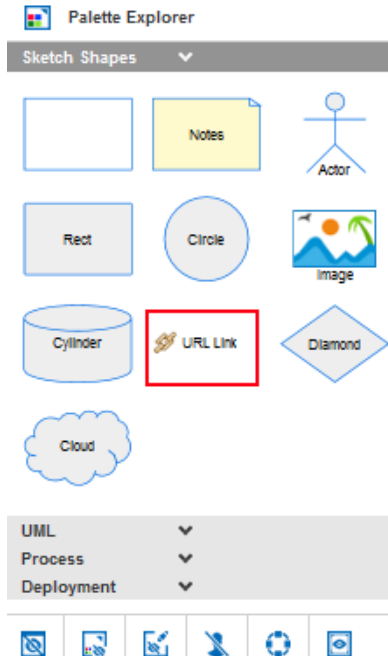 Palette Explorer
Sketch Shapes
Notes
Actor
Rect
Circle
Image
Cylinder
URL Link
Diamond
Cloud
UML
Process
Deployment